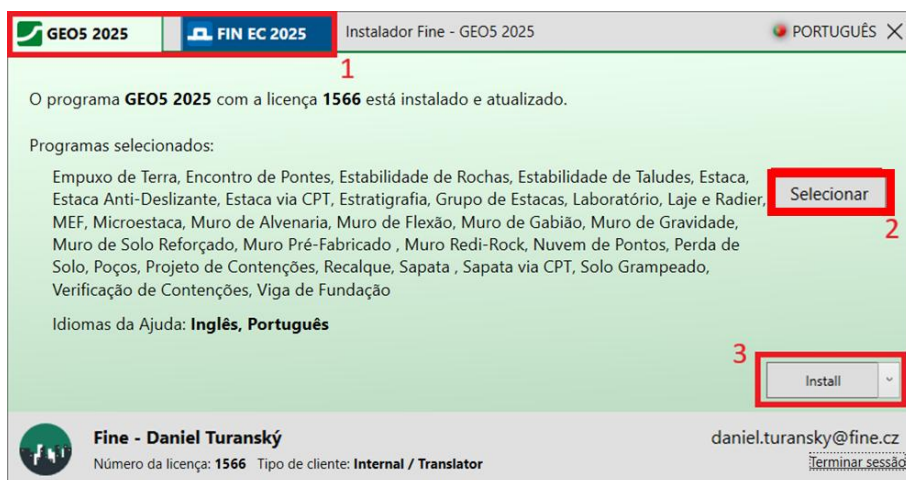 GEO5 2025 FIN EC 2025 Instalador Fine - GEO5 2025 PORTUGUÊS
1
O programa GEO5 2025 com a licença 1566 está instalado e atualizado.
Programas selecionados:
Empuxo de Terra, Encontro de Pontes, Estabilidade de Rochas, Estabilidade de Taludes, Estaca,
Estaca Anti-Deslizante, Estaca via CPT, Estratigrafia, Grupo de Estacas, Laboratório, Laje e Radier,
MEF, Microestaca, Muro de Alvenaria, Muro de Flexão, Muro de Gabião, Muro de Gravidade,
Muro de Solo Reforçado, Muro Pré-Fabricado , Muro Redi-Rock, Nuvem de Pontos, Perda de
Solo, Poços, Projeto de Contenções, Recalque, Sapata , Sapata via CPT, Solo Grampeado,
Verificação de Contenções, Viga de Fundação
Selecionar
2
Idiomas da Ajuda: Inglês, Português
3
Install
Fine - Daniel Turanský
Número da licença: 1566 Tipo de cliente: Internal / Translator
daniel.turansky@fine.cz
Terminar sessão